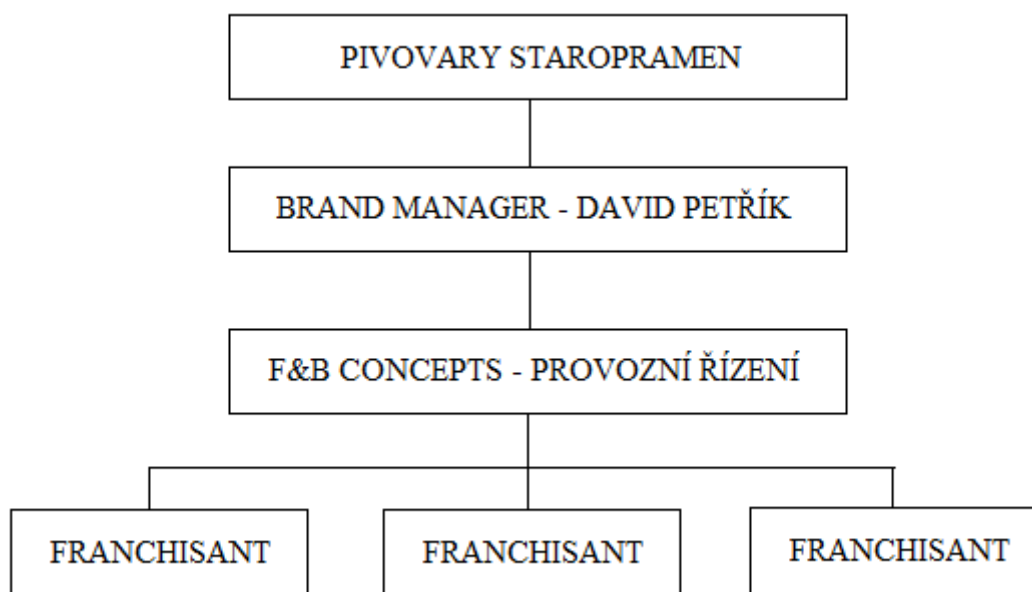 PIVOVARY STAROPRAMEN
BRAND MANAGER - DAVID PETŘÍK
F&B CONCEPTS - PROVOZNÍ ŘÍZENÍ
FRANCHISANT
FRANCHISANT
FRANCHISANT